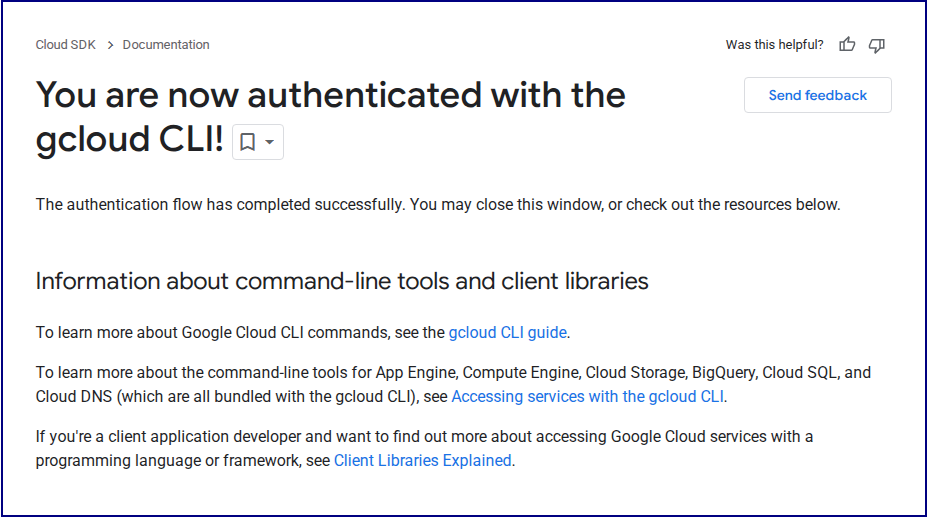 Cloud SDK > Documentation
Was this helpful?
You are now authenticated with the
gcloud CLI!
Send feedback
The authentication flow has completed successfully. You may close this window, or check out the resources below.
Information about command-line tools and client libraries
To learn more about Google Cloud CLI commands, see the gcloud CLI guide.
To learn more about the command-line tools for App Engine, Compute Engine, Cloud Storage, BigQuery, Cloud SQL, and
Cloud DNS (which are all bundled with the gcloud CLI), see Accessing services with the gcloud CLI.
If you're a client application developer and want to find out more about accessing Google Cloud services with a
programming language or framework, see Client Libraries Explained.